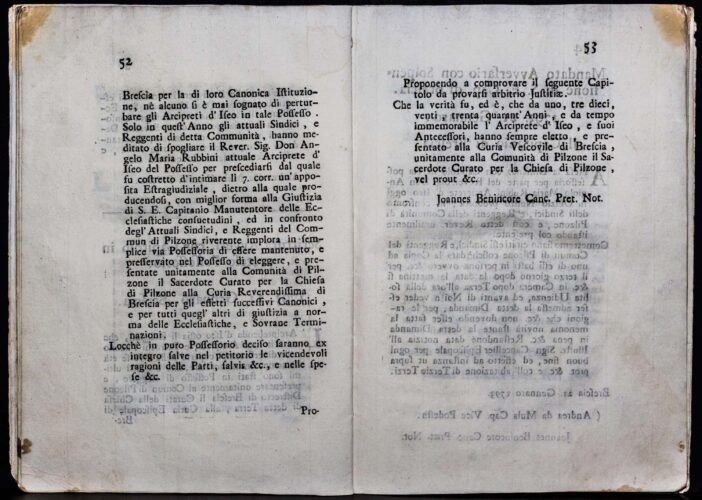 52
Brescia per la di loro Canonica Istituzio-
ne, nè alcuno si è mai sognato di pertur-
bare gli Arcipreti d' Iseo in tale Possesso.
Solo in quest'Anno gli attuali Sindici, e
Reggenti di detta Communità, hanno me-
ditato di spogliare il Rever. Sig. Don An-
gelo Maria Rubbini attuale Arciprete d'
Iseo del Possesso per presciedarsi dal quale
fu costretto d'intimare li 7. corr. un'appo-
sita Estragiudiziale, dietro alla quale pro-
ducendosi, con miglior forma alla Giustizia
di S. E. Capitanio Manutentore delle Ec-
clesiastiche consuetudini, ed in confronto
degl'Attuali Sindici, e Reggenti del Com-
mun di Pilzone riverente implora in sem-
plice via Possessoria di essere mantenuto, e
presservato nel Possesso di eleggere, e pre-
sentate unitamente alla Comunità di Pil-
zone il Sacerdote Curato per la Chiesa
di Pilzone alla Curia Reverendissima di
Brescia per gli effetti successivi Canonici,
e per tutti quegl' altri di giustizia a nor-
ma delle Ecclesiastiche, e Sovrane Termi-
nazioni.
Locchè in puro Possessorio deciso saranno ex
integro salve nel petitorio le vicendevoli
ragioni delle Parti, salvis &c., e nelle spe-
se &c.
Pro-
53
Proponendo a comprovare il seguente Capi-
tolo da provarsi arbitrio Justitiæ.
Che la verità fu, ed è, che da uno, tre dieci,
venti, trenta quarant'Anni, e da tempo
immemorabile l' Arciprete d' Iseo, e suoi
Antecessori, hanno sempre eletto, e pre-
sentato alla Curia Vescovile di Brescia,
unitamente alla Comunità di Pilzone il Sa-
cerdote Curato per la Chiesa di Pilzone,
vel prout &c.
Joannes Benincore Canc. Pret. Not.